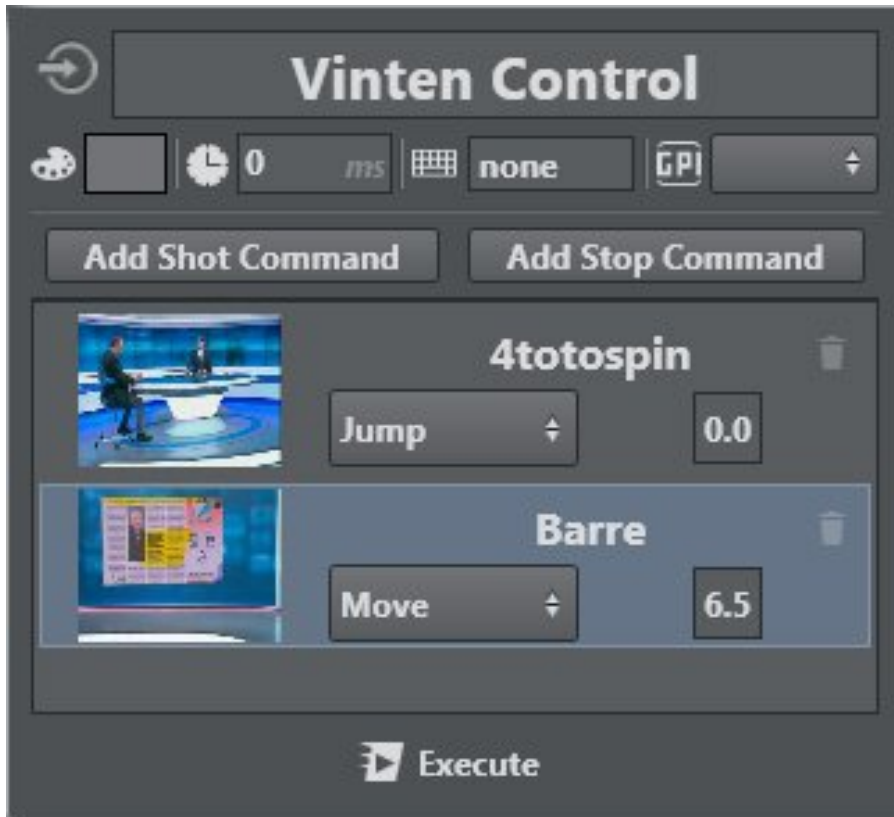 Vinten Control
0 ms none GPI
Add Shot Command Add Stop Command
4totospin
Jump 0.0
Barre
Move 6.5
Execute